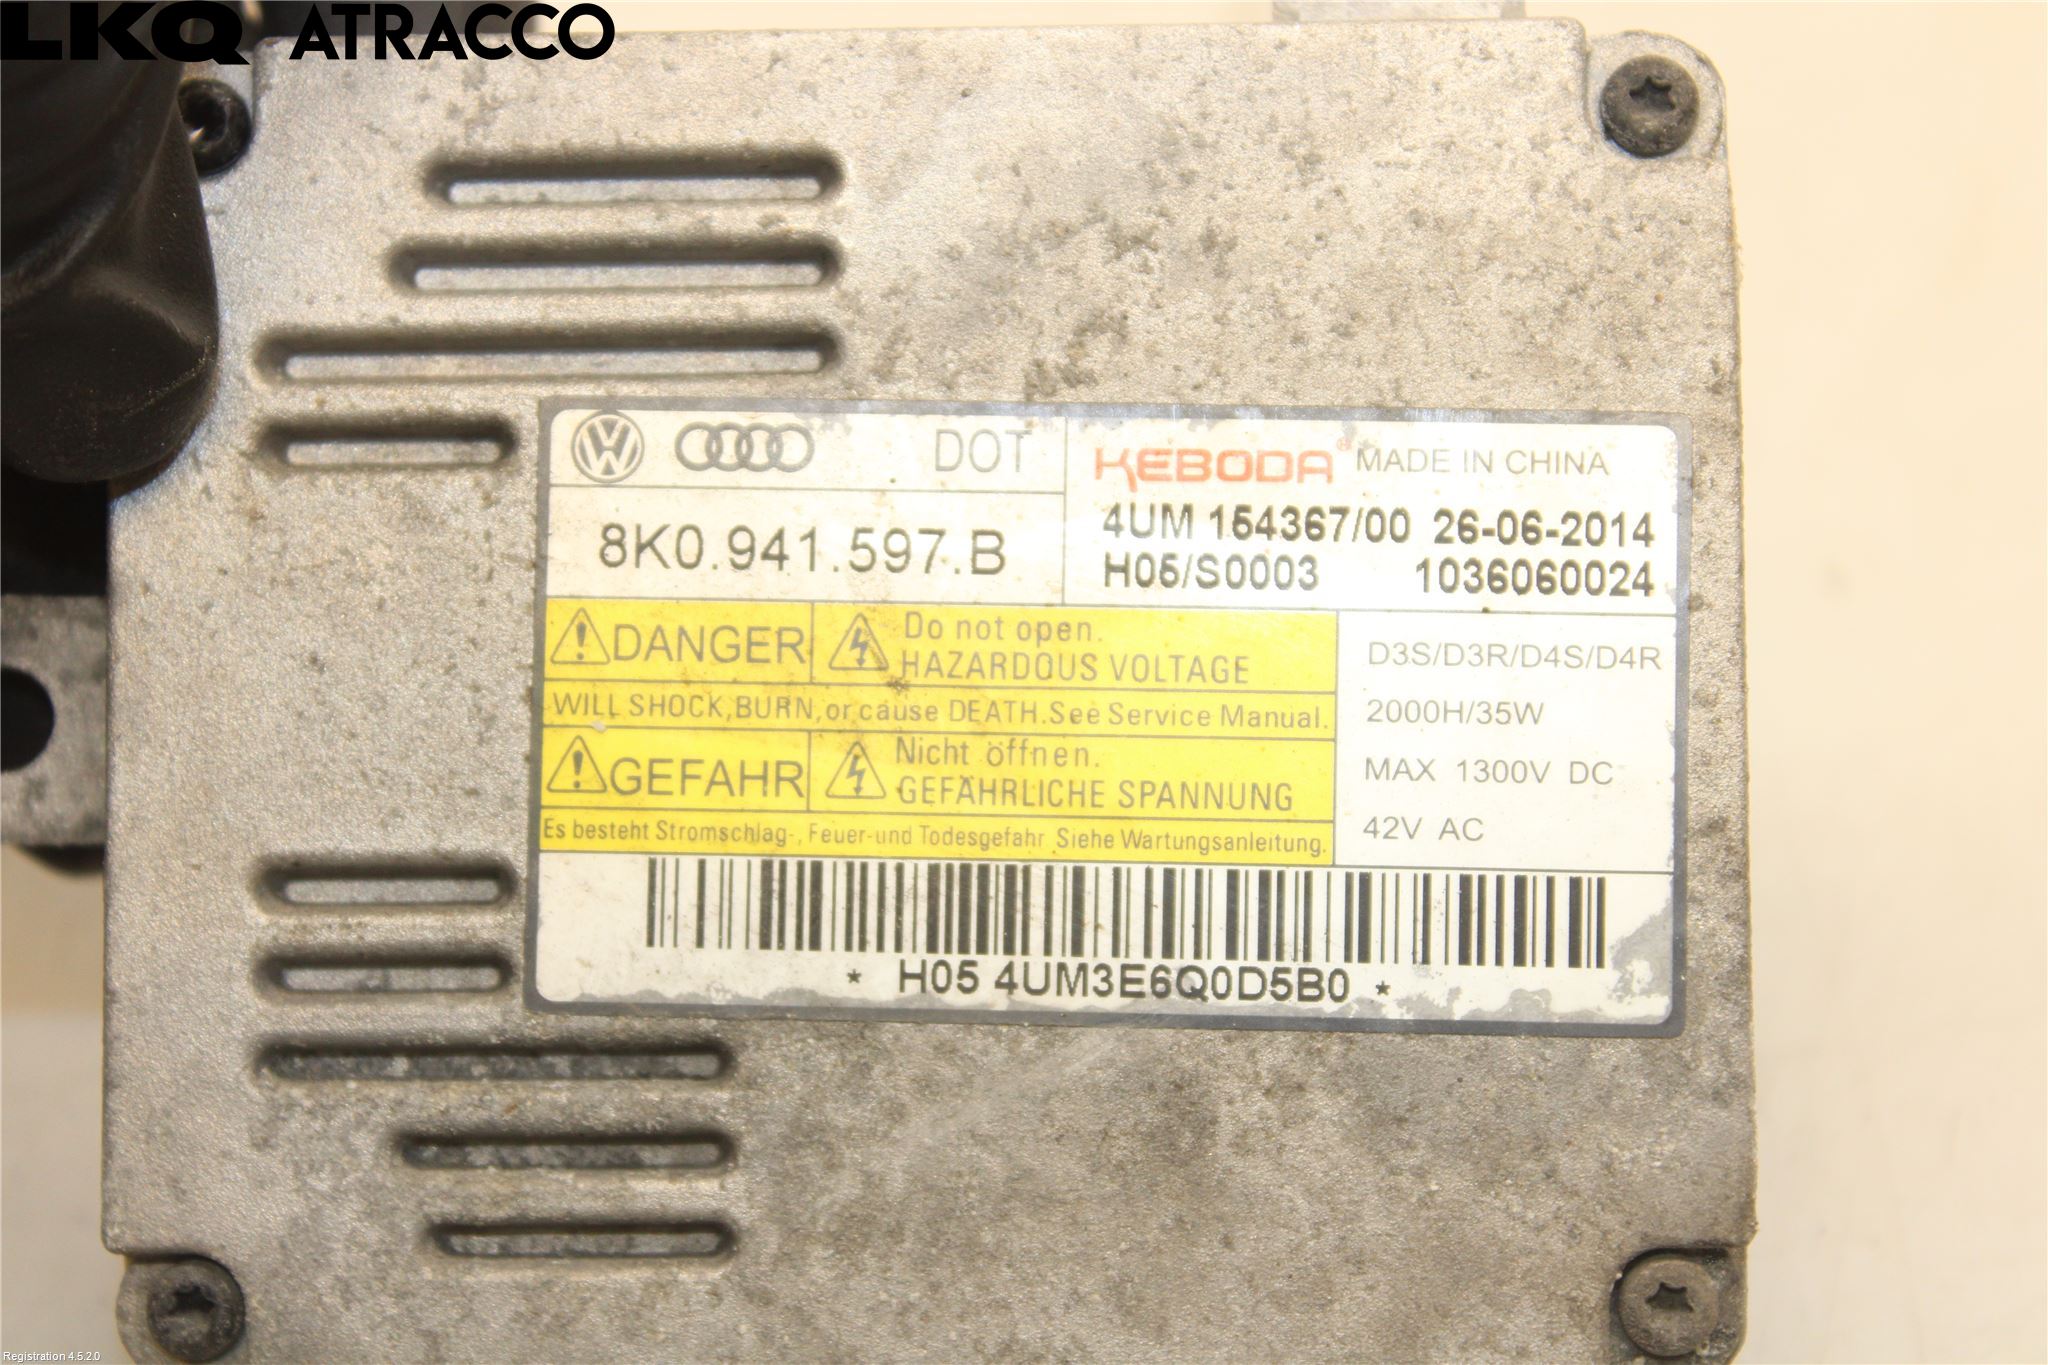 LKQ ATRACCO
VW DOT
KEBODA® MADE IN CHINA
8K0.941.597.B
4UM 154367/00 26-06-2014
H05/S0003 1036060024
DANGER Do not open.
HAZARDOUS VOLTAGE
WILL SHOCK,BURN,or cause DEATH.See Service Manual.
GEFAHR Nicht öffnen.
GEFÄHRLICHE SPANNUNG
Es besteht Stromschlag-, Feuer-und Todesgefahr Siehe Wartungsanleitung.
D3S/D3R/D4S/D4R
2000H/35W
MAX 1300V DC
42V AC
* H05 4UM3E6Q0D5B0 *
Registration 4.5.2.0